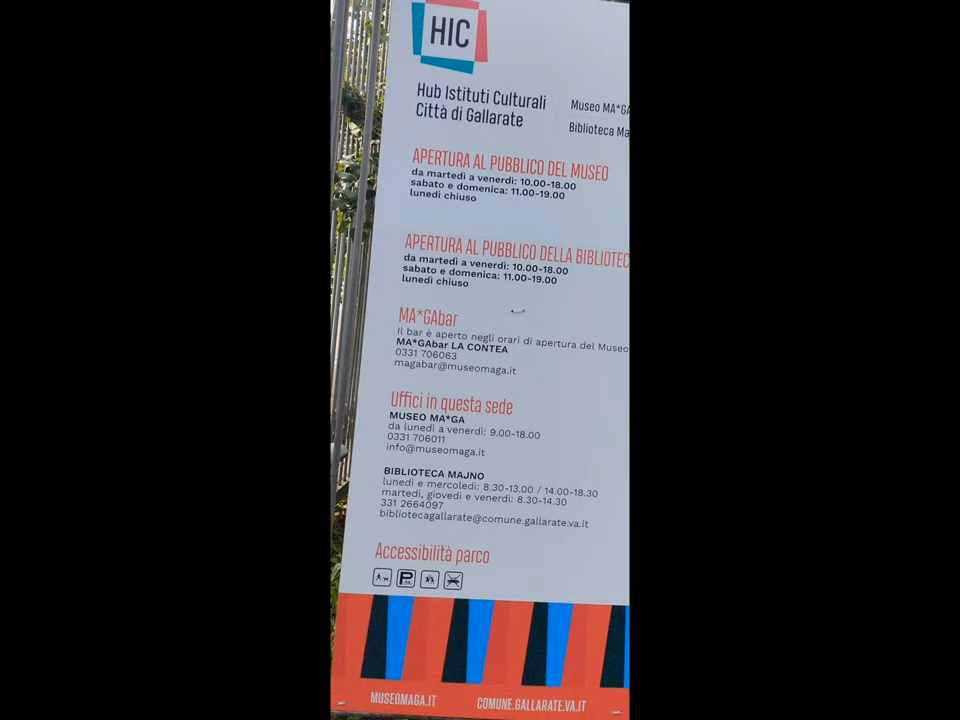 HIC
Hub Istituti Culturali
Città di Gallarate
Museo MA*GA
Biblioteca Ma
APERTURA AL PUBBLICO DEL MUSEO
da martedì a venerdì: 10.00-18.00
sabato e domenica: 11.00-19.00
lunedì chiuso
APERTURA AL PUBBLICO DELLA BIBLIOTEC
da martedì a venerdì: 10.00-18.00
sabato e domenica: 11.00-19.00
lunedì chiuso
MA*GAbar
Il bar è aperto negli orari di apertura del Museo
MA*GAbar LA CONTEA
0331 706063
magabar@museomaga.it
Uffici in questa sede
MUSEO MA*GA
da lunedì a venerdì: 9.00-18.00
0331 706011
info@museomaga.it
BIBLIOTECA MAJNO
lunedì e mercoledì: 8.30-13.00 / 14.00-18.30
martedì, giovedì e venerdì: 8.30-14.30
331 2664097
bibliotecagallarate@comune.gallarate.va.it
Accessibilità parco
P
MUSEOMAGA.IT
COMUNE.GALLARATE.VA.IT